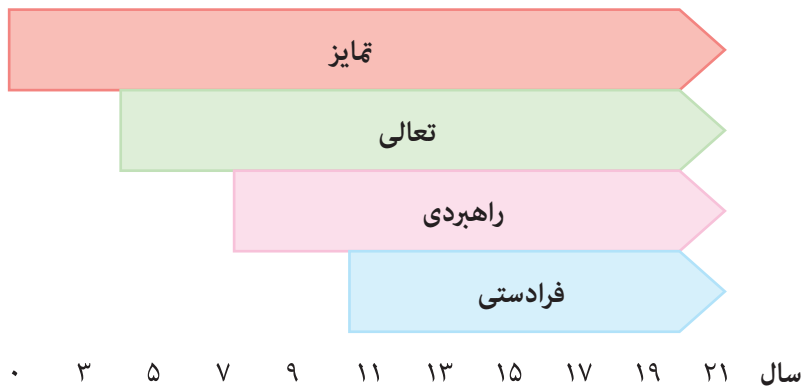 تمایز
تعالی
راهبردی
فرادستی
۰ ۳ ۵ ۷ ۹ ۱۱ ۱۳ ۱۵ ۱۷ ۱۹ ۲۱ سال